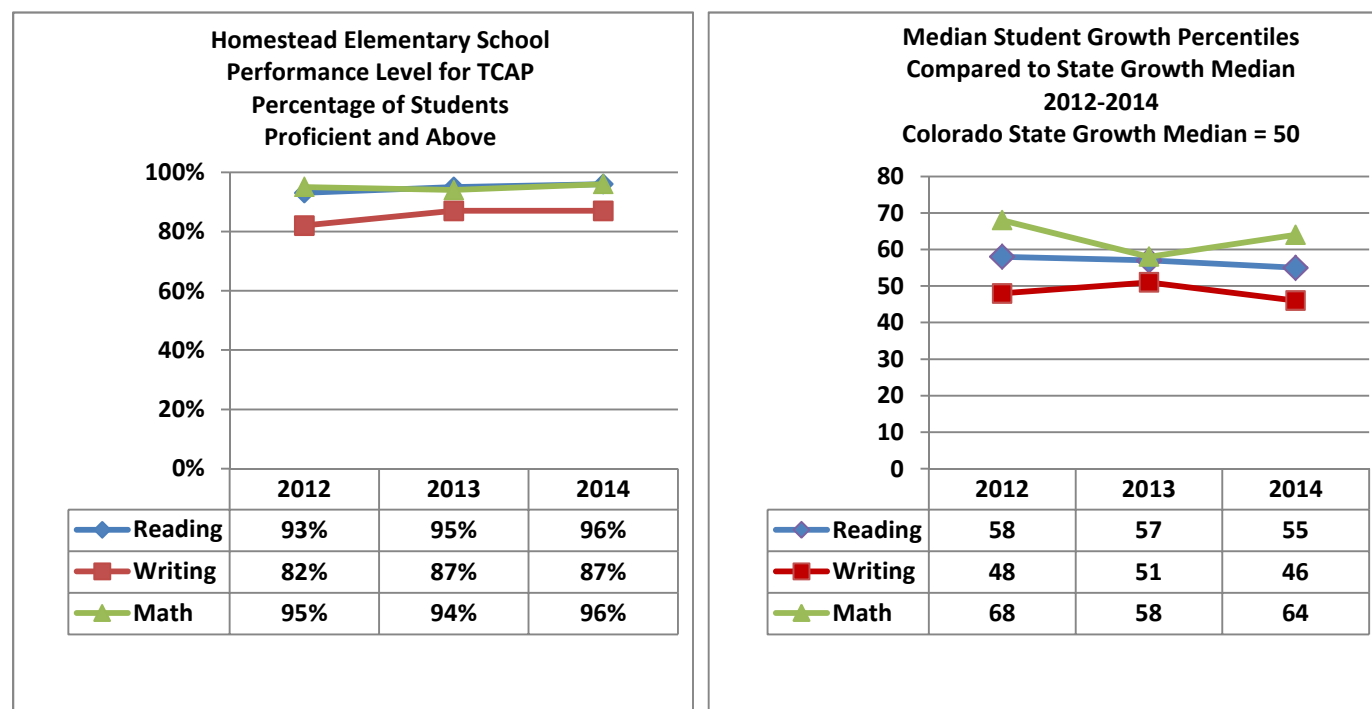 Homestead Elementary School
Performance Level for TCAP
Percentage of Students
Proficient and Above
100%
80%
60%
40%
20%
0%
2012 2013 2014
Reading 93% 95% 96%
Writing 82% 87% 87%
Math 95% 94% 96%
Median Student Growth Percentiles
Compared to State Growth Median
2012-2014
Colorado State Growth Median = 50
80
70
60
50
40
30
20
10
0
2012 2013 2014
Reading 58 57 55
Writing 48 51 46
Math 68 58 64